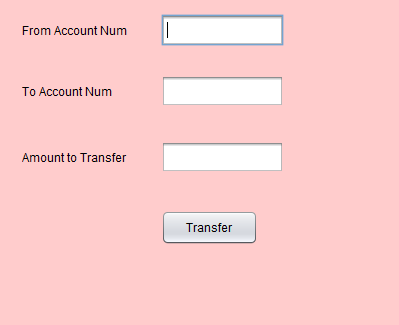 From Account Num
To Account Num
Amount to Transfer
Transfer